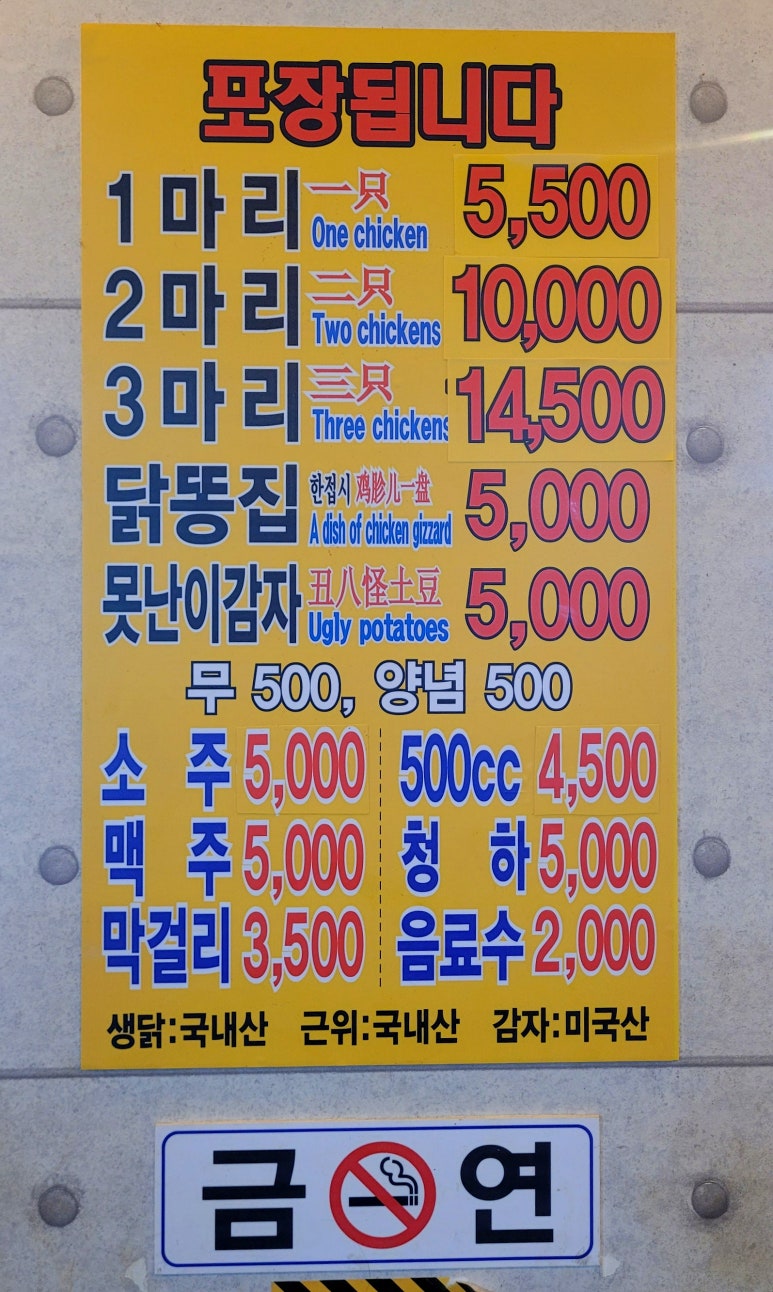 포장됩니다
1마리 一只 One chicken 5,500
2마리 二只 Two chickens 10,000
3마리 三只 Three chickens 14,500
닭똥집 한접시 鸡胗儿一盘 A dish of chicken gizzard 5,000
못난이감자 丑八怪土豆 Ugly potatoes 5,000
무 500, 양념 500
소주 5,000 500cc 4,500
맥주 5,000 청하 5,000
막걸리 3,500 음료수 2,000
생닭:국내산 근위:국내산 감자:미국산
금연